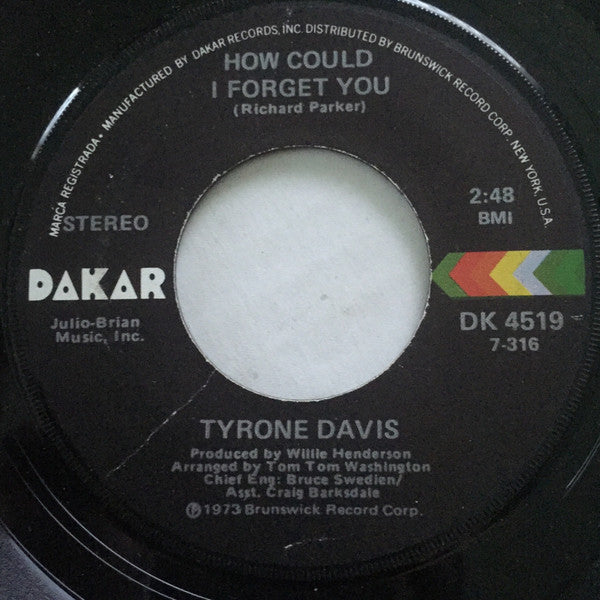 MARCA REGISTRADA • MANUFACTURED BY DAKAR RECORDS, INC. DISTRIBUTED BY BRUNSWICK RECORD CORP. NEW YORK, U.S.A.
HOW COULD
I FORGET YOU
(Richard Parker)
STEREO
2:48
BMI
DAKAR
Julio-Brian
Music, Inc.
DK 4519
7-316
TYRONE DAVIS
Produced by Willie Henderson
Arranged by Tom Tom Washington
Chief Eng: Bruce Swedien/
Asst. Craig Barksdale
℗1973 Brunswick Record Corp.